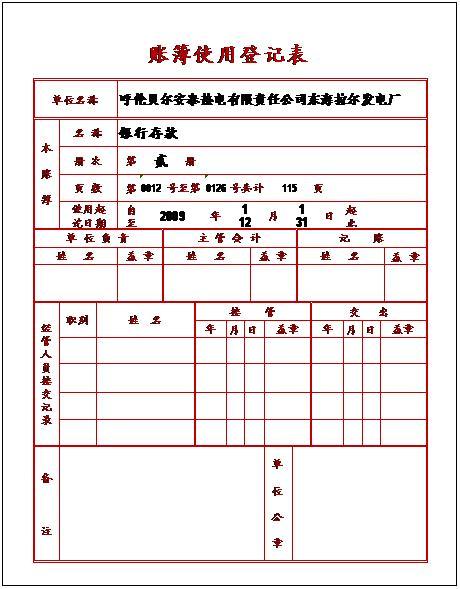 账簿使用登记表
单位名称 呼伦贝尔安泰热电有限责任公司东海拉尔发电厂
本账簿
名 称 银行存款
册 次 第 贰 册
页 数 第 0012 号至第 0126 号共计 115 页
使用起讫日期 自 2009 年 1 月 1 日 起
至 12 31 止
单 位 负 责 主 管 会 计 记 账
姓 名 盖 章 姓 名 盖 章 姓 名 盖 章
经管人员接交记录
职别 姓 名 接 管 交 出
年 月 日 盖章 年 月 日 盖章
备注
单位公章